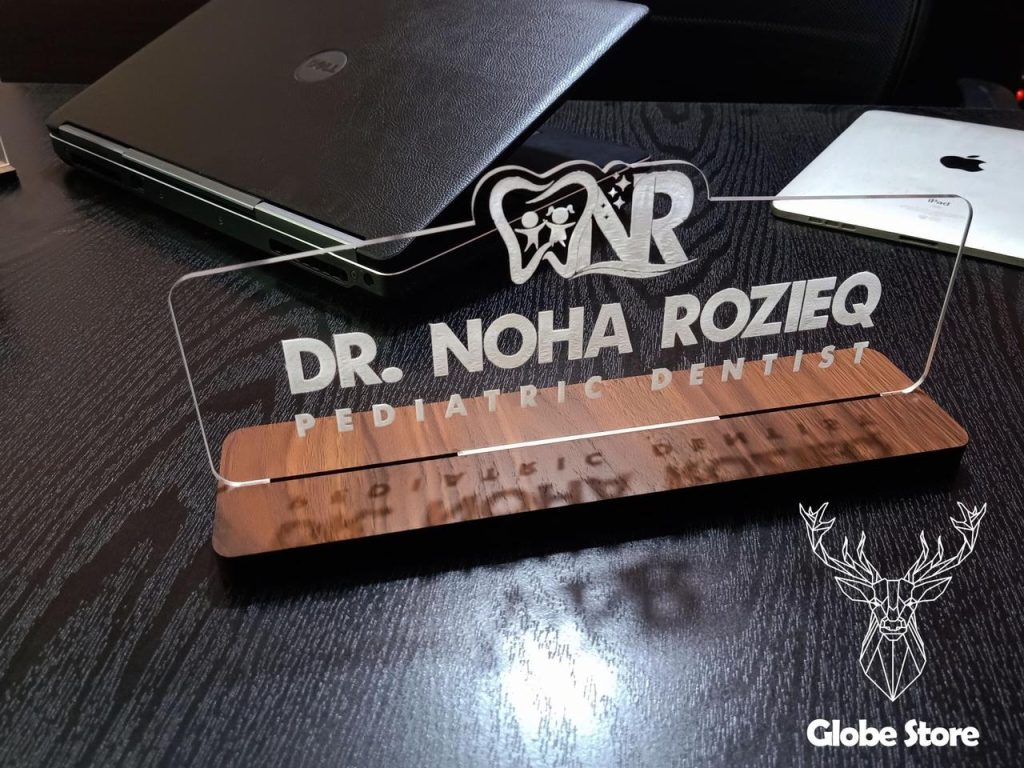 DELL
iPad
NR
DR. NOHA ROZIEQ
PEDIATRIC DENTIST
Globe Store